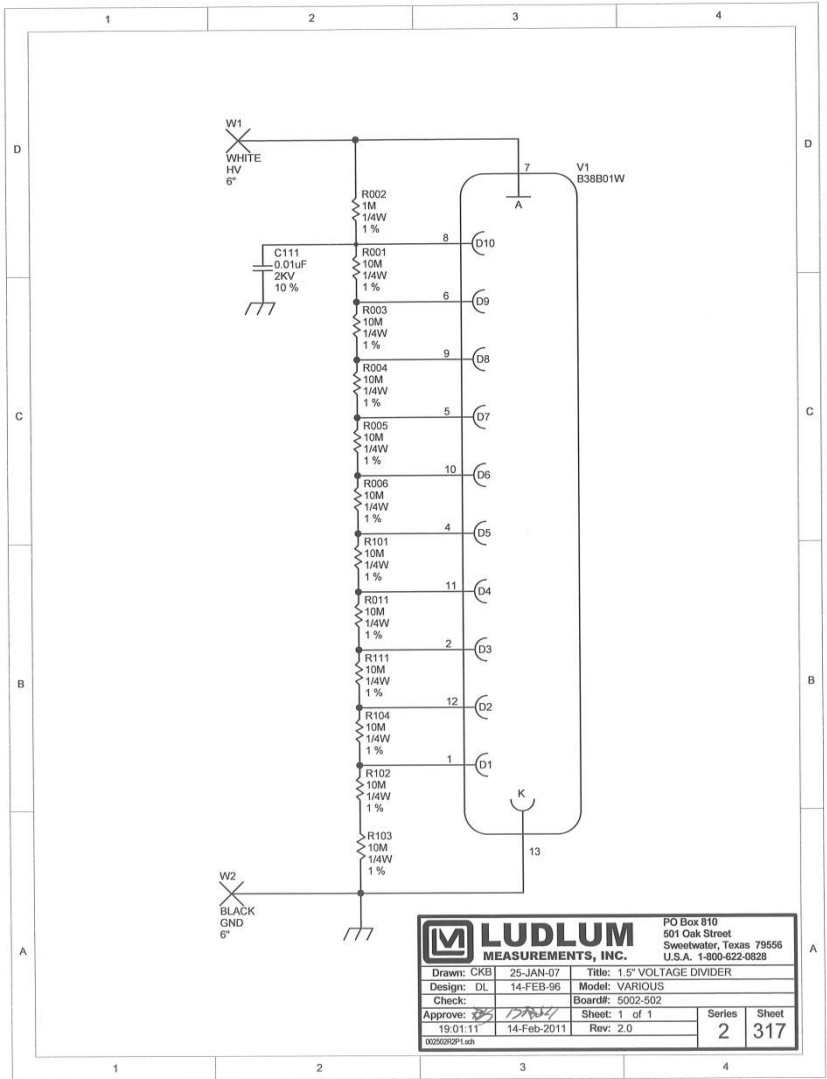 1 2 3 4
D D
W1
WHITE
HV
6"
7
V1
B38B01W
A
R002
1M
1/4W
1 %
8 D10
C111
0.01uF
2KV
10 %
R001
10M
1/4W
1 %
6 D9
R003
10M
1/4W
1 %
9 D8
R004
10M
1/4W
1 %
C C
5 D7
R005
10M
1/4W
1 %
10 D6
R006
10M
1/4W
1 %
4 D5
R101
10M
1/4W
1 %
11 D4
R011
10M
1/4W
1 %
2 D3
R111
10M
1/4W
1 %
B B
12 D2
R104
10M
1/4W
1 %
1 D1
R102
10M
1/4W
1 %
K
R103
10M
1/4W
1 %
13
W2
BLACK
GND
6"
A A
LM LUDLUM
MEASUREMENTS, INC.
PO Box 810
501 Oak Street
Sweetwater, Texas 79556
U.S.A. 1-800-622-0828
Drawn: CKB 25-JAN-07 Title: 1.5" VOLTAGE DIVIDER
Design: DL 14-FEB-96 Model: VARIOUS
Check: Board#: 5002-502
Approve: Sheet: 1 of 1 Series Sheet
19:01:11 14-Feb-2011 Rev: 2.0 2 317
002502R2P1.sch
1 2 3 4